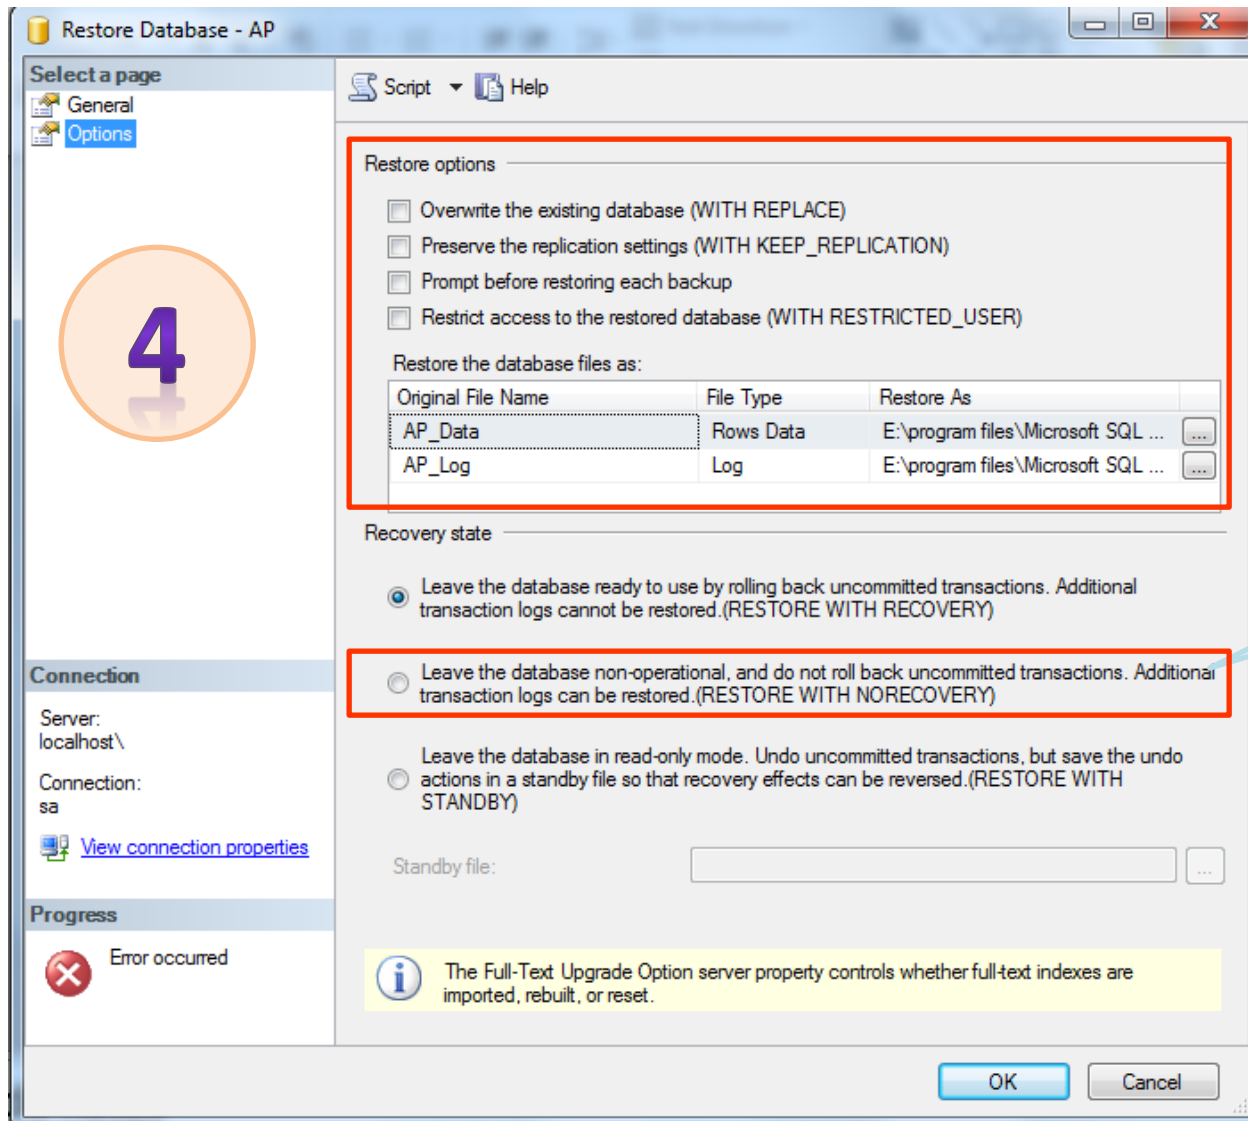 Restore Database - AP
Select a page
General
Options
Script
Help
4
Restore options
Overwrite the existing database (WITH REPLACE)
Preserve the replication settings (WITH KEEP_REPLICATION)
Prompt before restoring each backup
Restrict access to the restored database (WITH RESTRICTED_USER)
Restore the database files as:
Original File Name File Type Restore As
AP_Data Rows Data E:\program files\Microsoft SQL ... ...
AP_Log Log E:\program files\Microsoft SQL ... ...
Recovery state
Leave the database ready to use by rolling back uncommitted transactions. Additional
transaction logs cannot be restored.(RESTORE WITH RECOVERY)
Leave the database non-operational, and do not roll back uncommitted transactions. Additional
transaction logs can be restored.(RESTORE WITH NORECOVERY)
Leave the database in read-only mode. Undo uncommitted transactions, but save the undo
actions in a standby file so that recovery effects can be reversed.(RESTORE WITH
STANDBY)
Standby file:
...
Connection
Server:
localhost\
Connection:
sa
View connection properties
Progress
Error occurred
The Full-Text Upgrade Option server property controls whether full-text indexes are
imported, rebuilt, or reset.
OK
Cancel